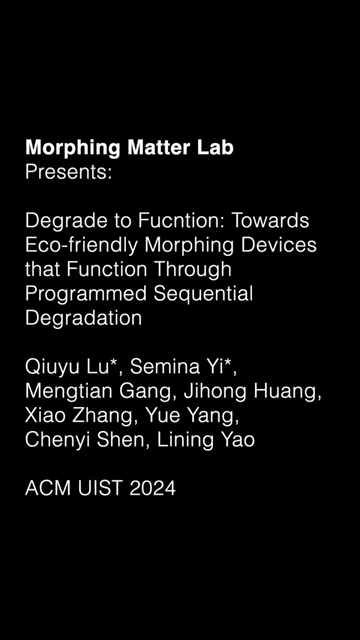 Morphing Matter Lab
Presents:
Degrade to Fucntion: Towards
Eco-friendly Morphing Devices
that Function Through
Programmed Sequential
Degradation
Qiuyu Lu*, Semina Yi*,
Mengtian Gang, Jihong Huang,
Xiao Zhang, Yue Yang,
Chenyi Shen, Lining Yao
ACM UIST 2024